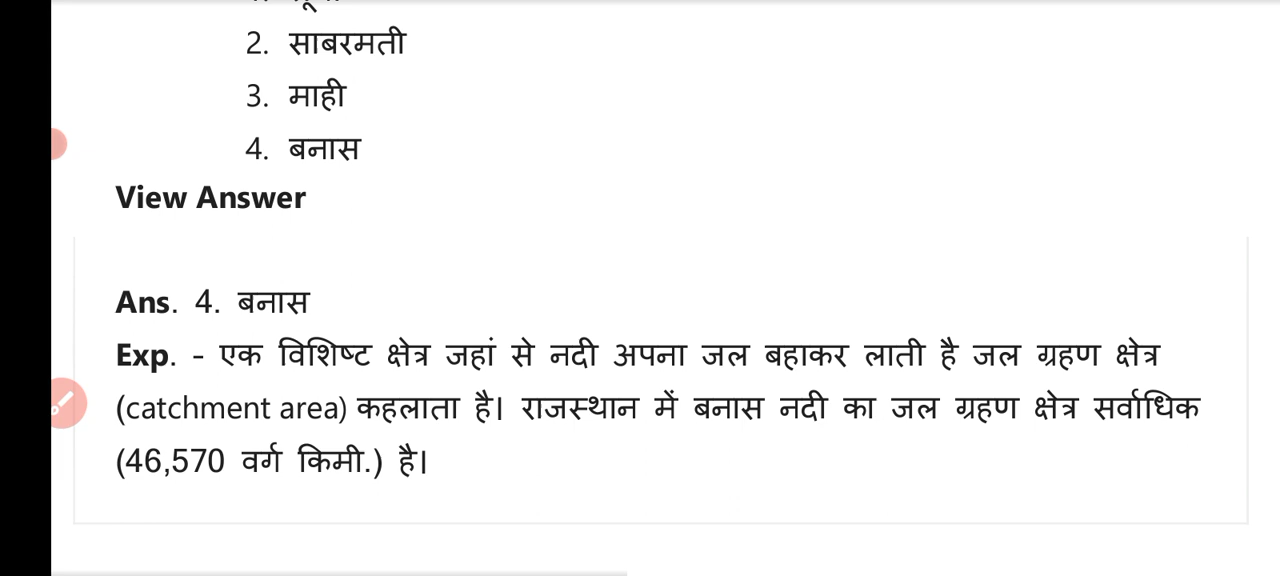 2. साबरमती
3. माही
4. बनास
View Answer
Ans. 4. बनास
Exp. - एक विशिष्ट क्षेत्र जहां से नदी अपना जल बहाकर लाती है जल ग्रहण क्षेत्र
(catchment area) कहलाता है। राजस्थान में बनास नदी का जल ग्रहण क्षेत्र सर्वाधिक
(46,570 वर्ग किमी.) है।